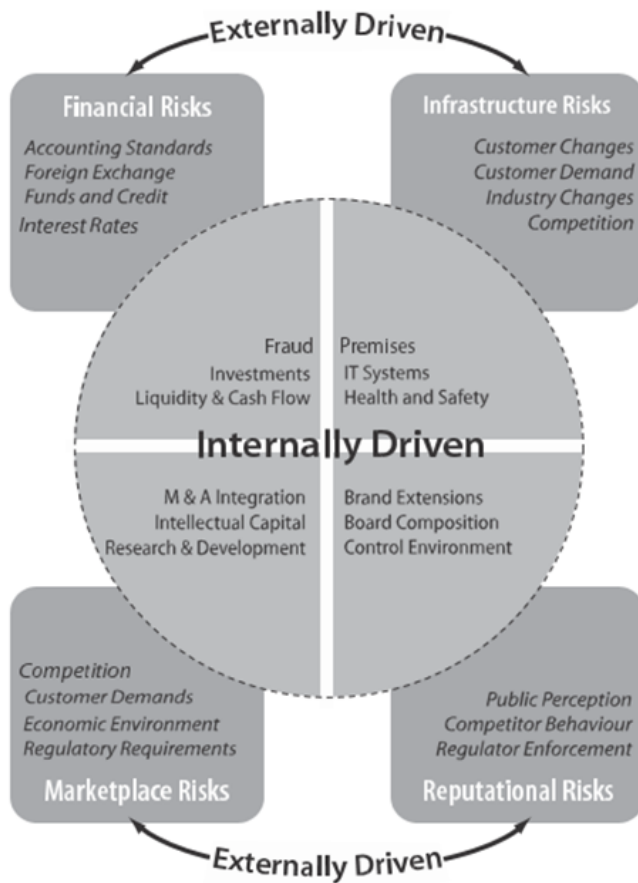 Externally Driven
Financial Risks
Accounting Standards
Foreign Exchange
Funds and Credit
Interest Rates
Infrastructure Risks
Customer Changes
Customer Demand
Industry Changes
Competition
Fraud
Investments
Liquidity & Cash Flow
Premises
IT Systems
Health and Safety
Internally Driven
M & A Integration
Intellectual Capital
Research & Development
Brand Extensions
Board Composition
Control Environment
Competition
Customer Demands
Economic Environment
Regulatory Requirements
Marketplace Risks
Public Perception
Competitor Behaviour
Regulator Enforcement
Reputational Risks
Externally Driven